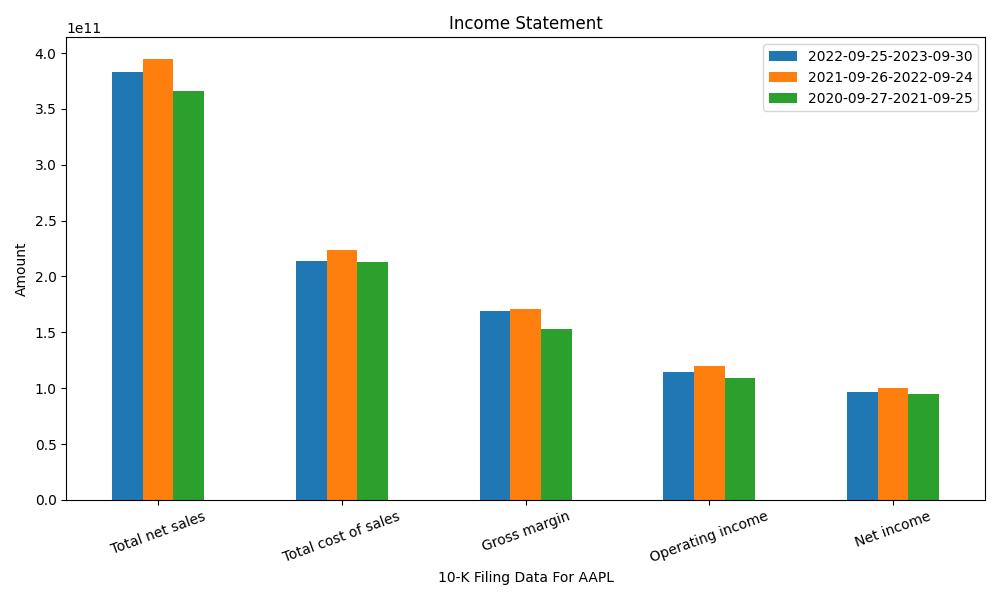 Income Statement
1e11
4.0
3.5
3.0
2.5
2.0
1.5
1.0
0.5
0.0
Amount
2022-09-25-2023-09-30
2021-09-26-2022-09-24
2020-09-27-2021-09-25
Total net sales
Total cost of sales
Gross margin
Operating income
Net income
10-K Filing Data For AAPL